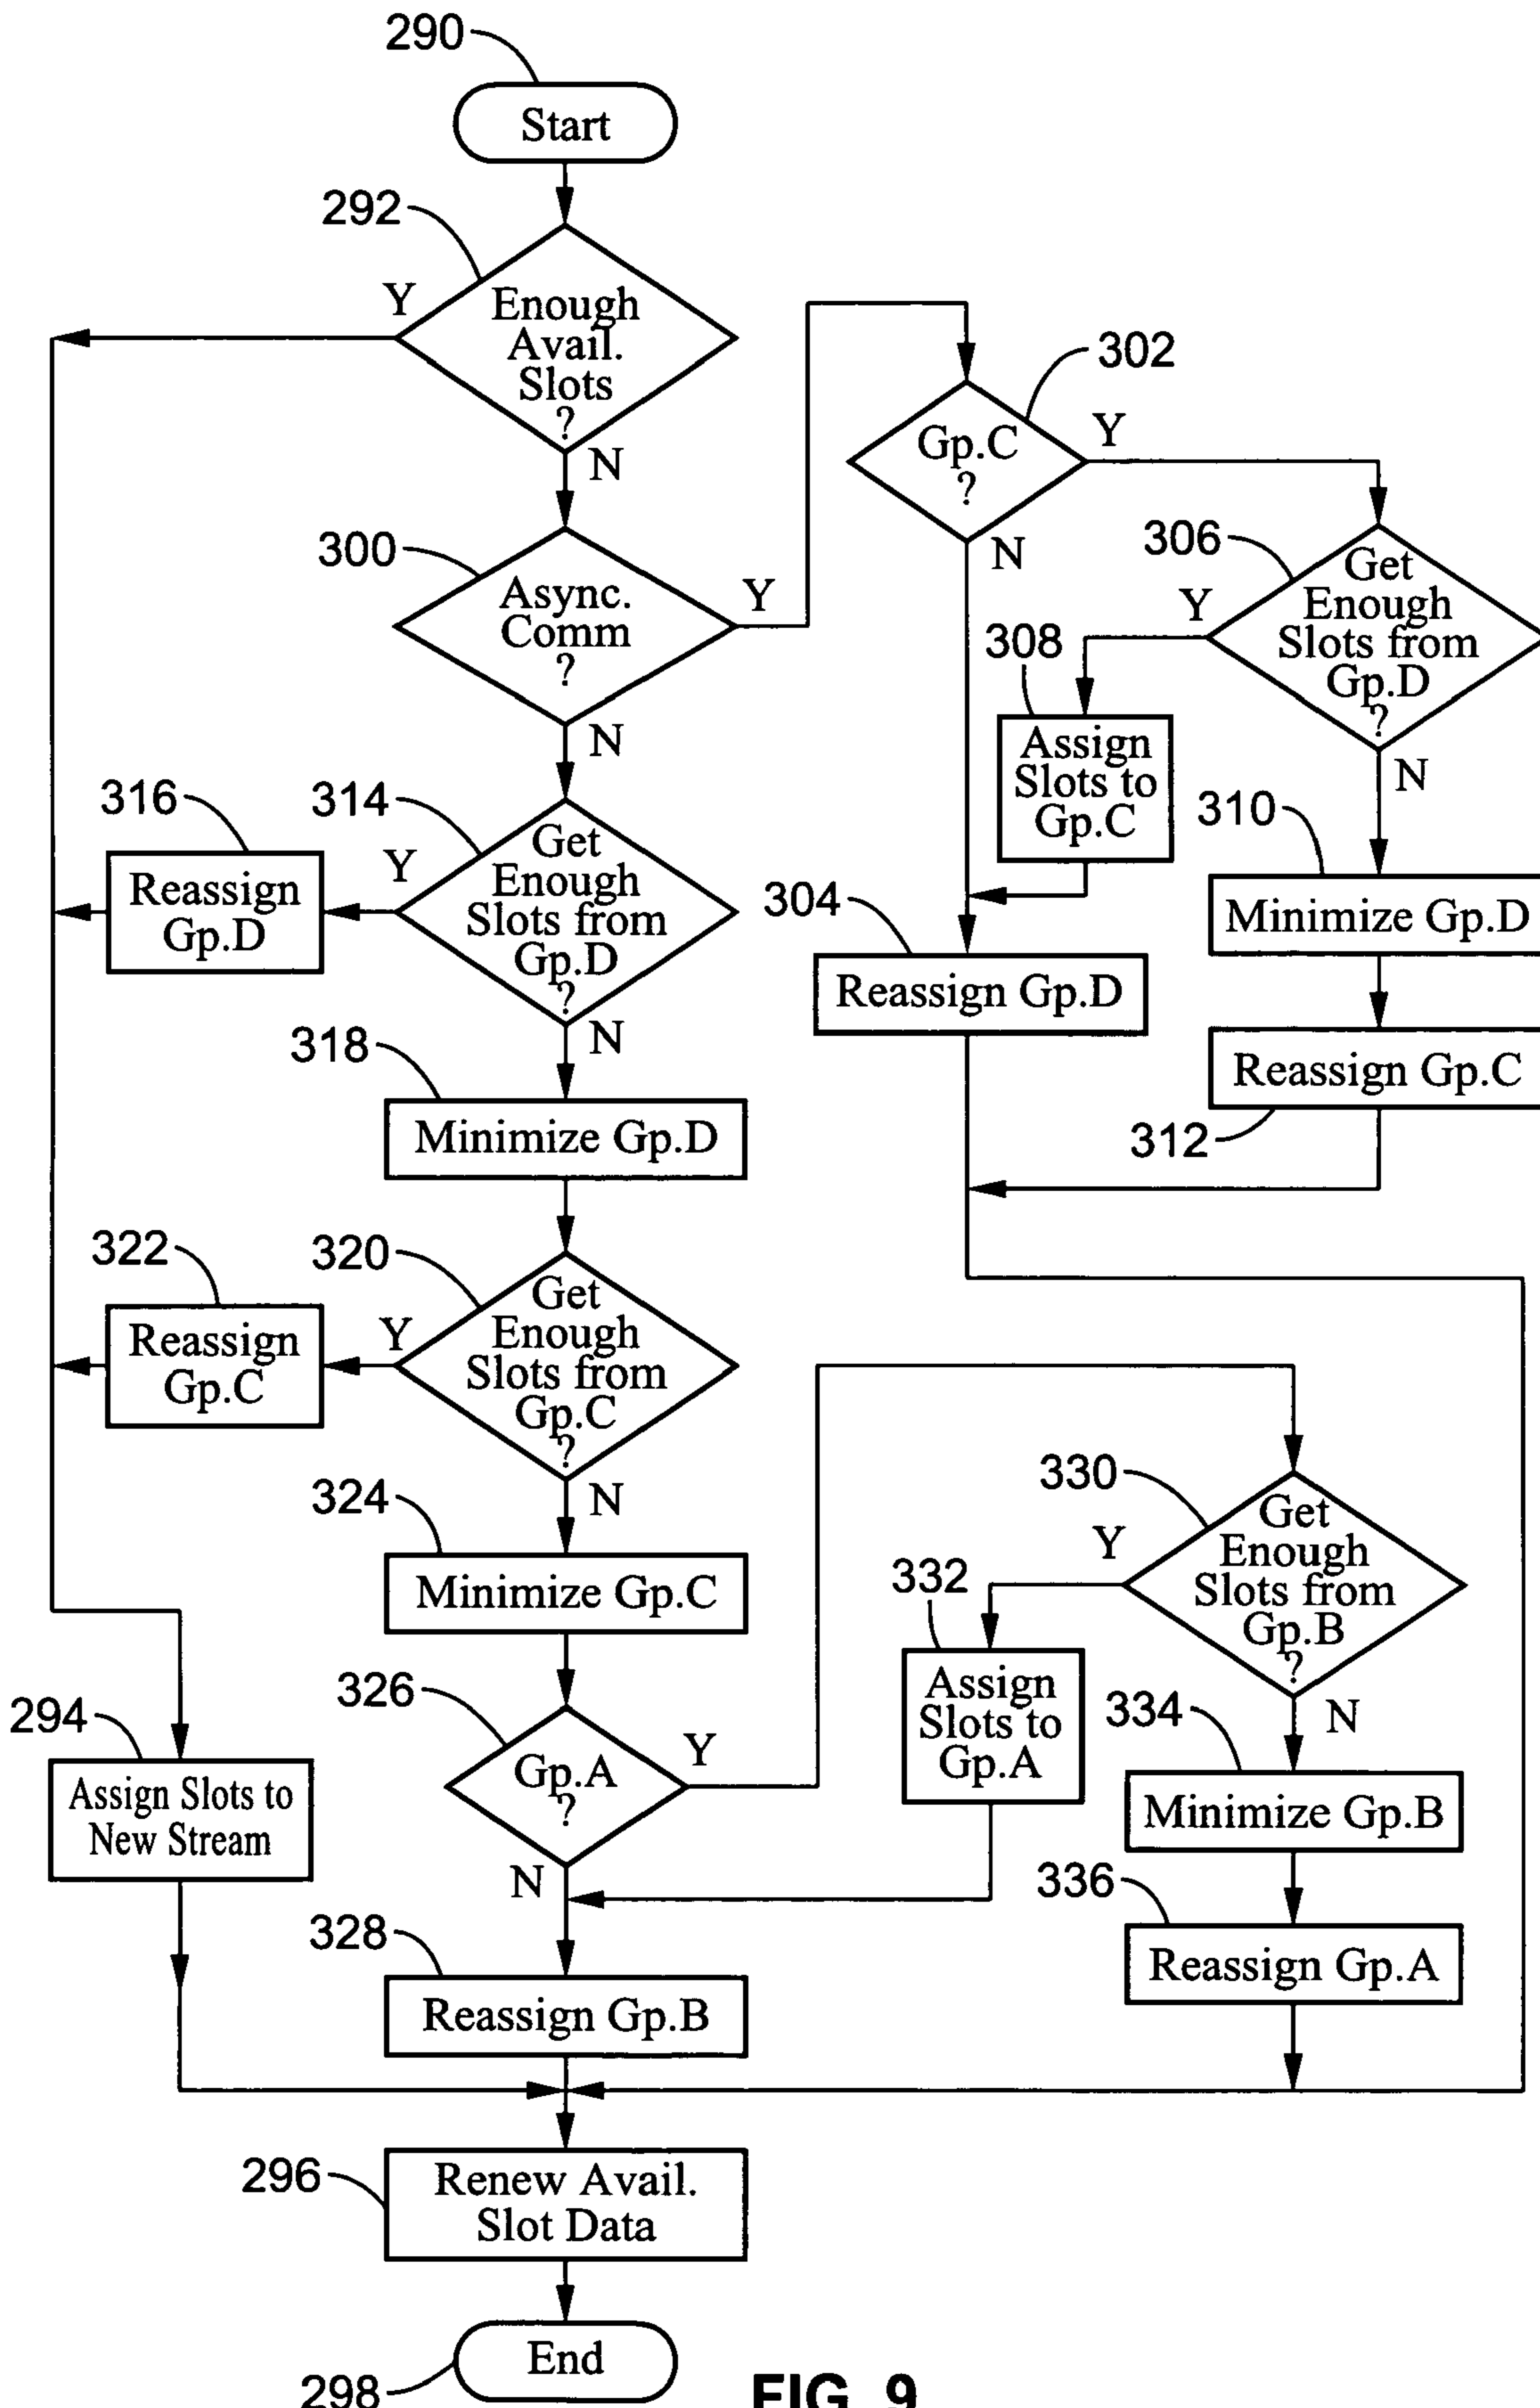 290
Start
292
Y
Enough
Avail.
Slots
?
N
302
Gp.C
?
Y
N
300
Async.
Comm
?
Y
N
306
Get
Enough
Slots from
Gp.D
?
Y
N
308
Assign
Slots to
Gp.C
310
Minimize Gp.D
304
Reassign Gp.D
Reassign Gp.C
312
316
Reassign
Gp.D
314
Y
Get
Enough
Slots from
Gp.D
?
N
318
Minimize Gp.D
322
Reassign
Gp.C
320
Y
Get
Enough
Slots from
Gp.C
?
N
324
Minimize Gp.C
326
Gp.A
?
Y
N
330
Get
Enough
Slots from
Gp.B
?
Y
N
332
Assign
Slots to
Gp.A
334
Minimize Gp.B
336
Reassign Gp.A
294
Assign Slots to
New Stream
328
Reassign Gp.B
296
Renew Avail.
Slot Data
End
298
FIG. 9